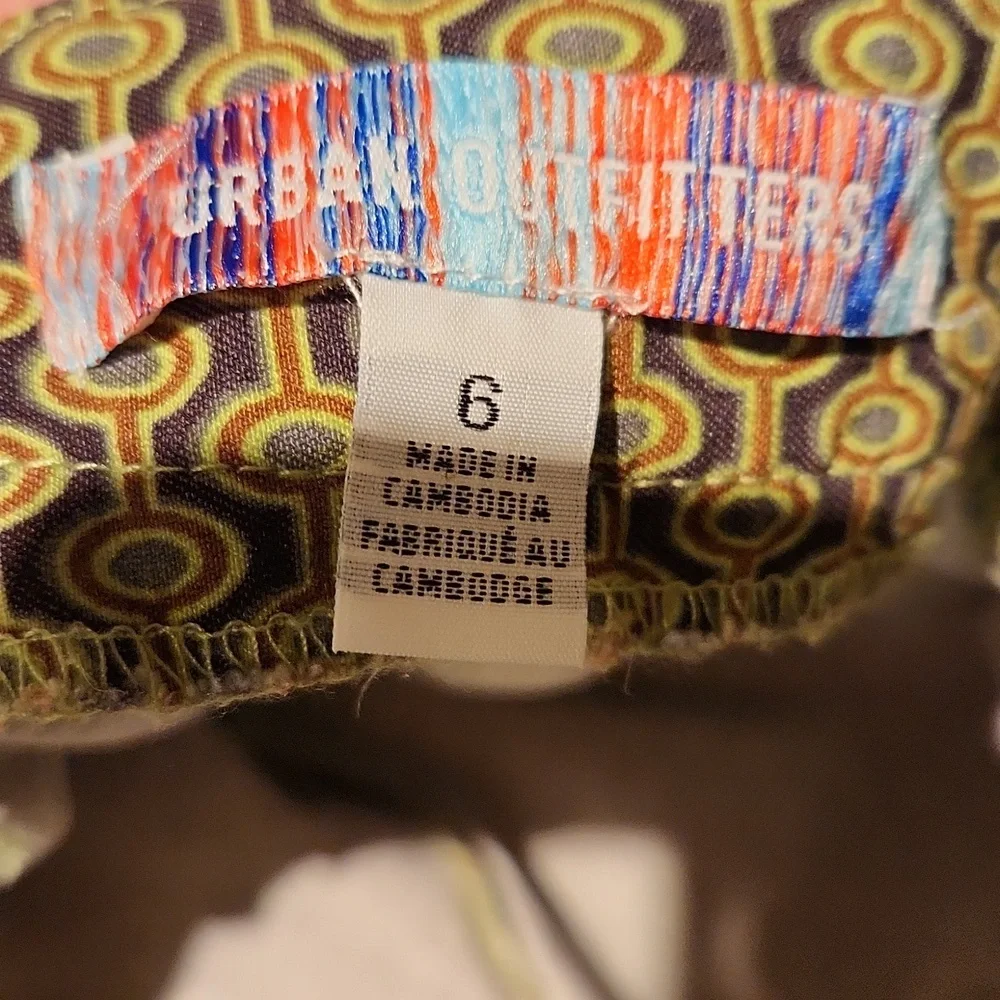 URBAN OUTFITTERS
6
MADE IN
CAMBODIA
FABRIQUÉ AU
CAMBODGE